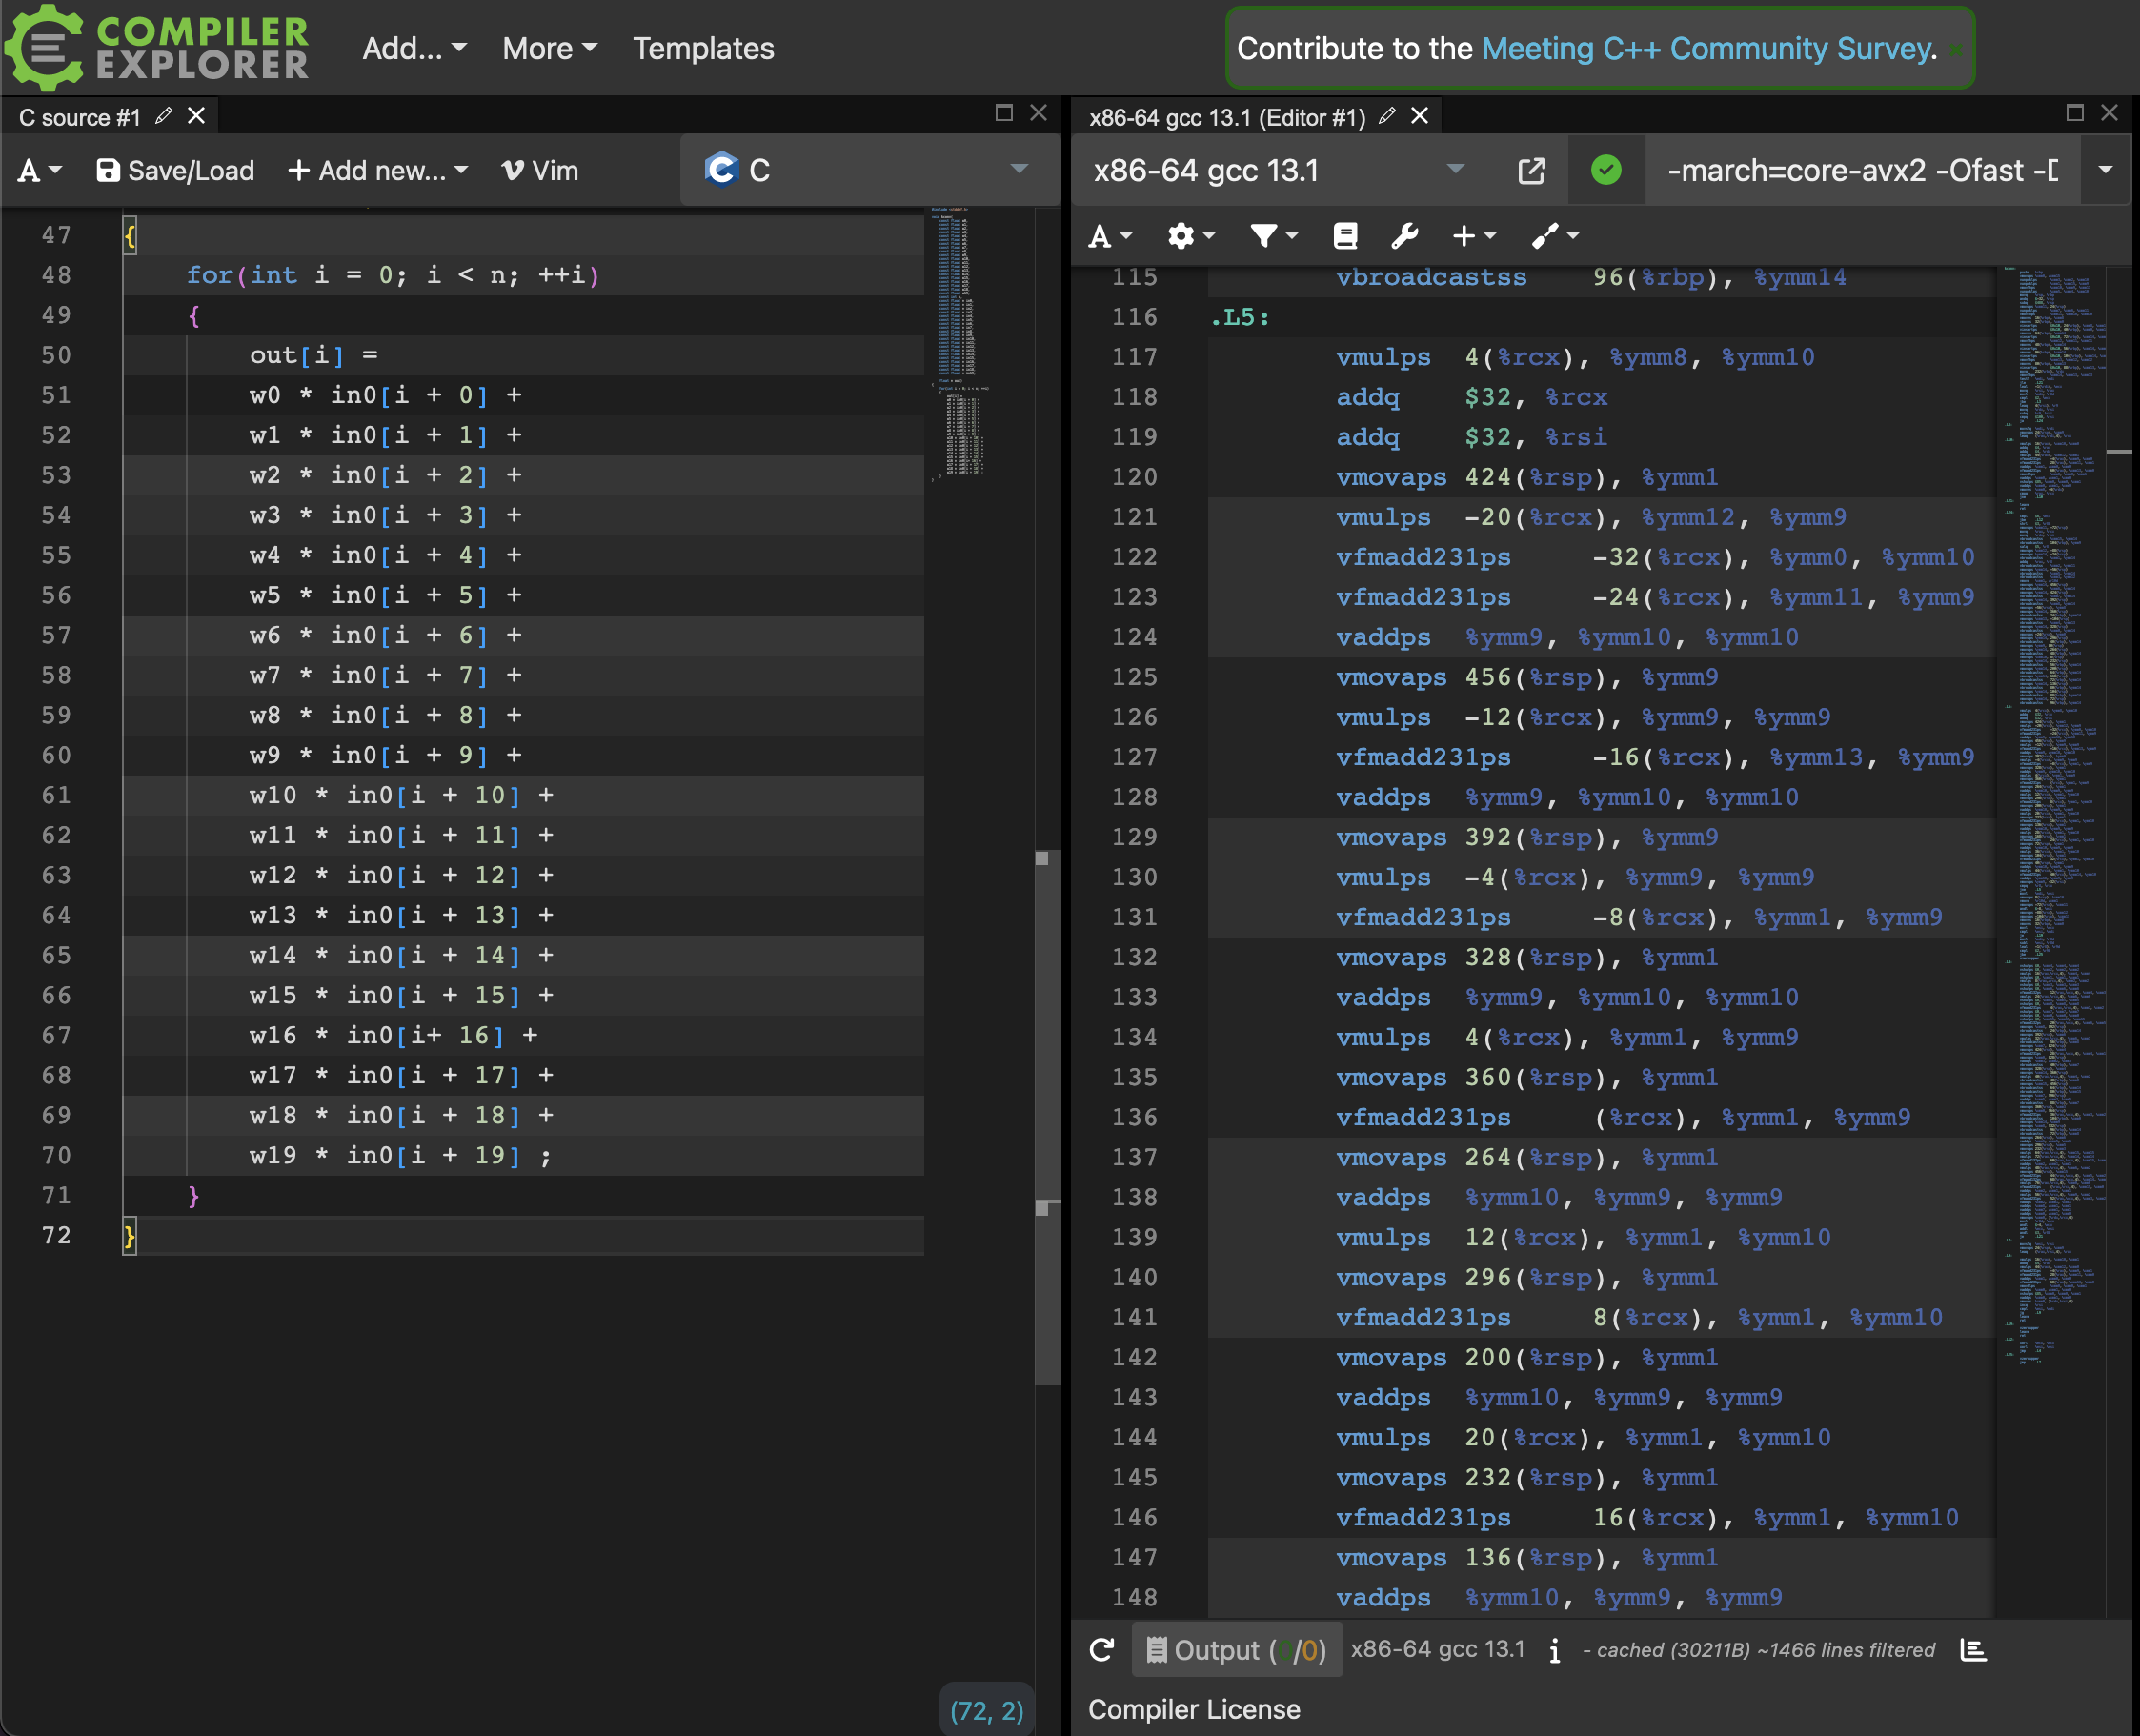 COMPILER
EXPLORER
Add...
More
Templates
Contribute to the Meeting C++ Community Survey.
C source #1
A
Save/Load
+ Add new...
Vim
C
47 {
48 for(int i = 0; i < n; ++i)
49 {
50 out[i] =
51 w0 * in0[i + 0] +
52 w1 * in0[i + 1] +
53 w2 * in0[i + 2] +
54 w3 * in0[i + 3] +
55 w4 * in0[i + 4] +
56 w5 * in0[i + 5] +
57 w6 * in0[i + 6] +
58 w7 * in0[i + 7] +
59 w8 * in0[i + 8] +
60 w9 * in0[i + 9] +
61 w10 * in0[i + 10] +
62 w11 * in0[i + 11] +
63 w12 * in0[i + 12] +
64 w13 * in0[i + 13] +
65 w14 * in0[i + 14] +
66 w15 * in0[i + 15] +
67 w16 * in0[i+ 16] +
68 w17 * in0[i + 17] +
69 w18 * in0[i + 18] +
70 w19 * in0[i + 19] ;
71 }
72 }
(72, 2)
x86-64 gcc 13.1 (Editor #1)
x86-64 gcc 13.1
-march=core-avx2 -Ofast -D
A
115 vbroadcastss 96(%rbp), %ymm14
116 .L5:
117 vmulps 4(%rcx), %ymm8, %ymm10
118 addq $32, %rcx
119 addq $32, %rsi
120 vmovaps 424(%rsp), %ymm1
121 vmulps -20(%rcx), %ymm12, %ymm9
122 vfmadd231ps -32(%rcx), %ymm0, %ymm10
123 vfmadd231ps -24(%rcx), %ymm11, %ymm9
124 vaddps %ymm9, %ymm10, %ymm10
125 vmovaps 456(%rsp), %ymm9
126 vmulps -12(%rcx), %ymm9, %ymm9
127 vfmadd231ps -16(%rcx), %ymm13, %ymm9
128 vaddps %ymm9, %ymm10, %ymm10
129 vmovaps 392(%rsp), %ymm9
130 vmulps -4(%rcx), %ymm9, %ymm9
131 vfmadd231ps -8(%rcx), %ymm1, %ymm9
132 vmovaps 328(%rsp), %ymm1
133 vaddps %ymm9, %ymm10, %ymm10
134 vmulps 4(%rcx), %ymm1, %ymm9
135 vmovaps 360(%rsp), %ymm1
136 vfmadd231ps (%rcx), %ymm1, %ymm9
137 vmovaps 264(%rsp), %ymm1
138 vaddps %ymm10, %ymm9, %ymm9
139 vmulps 12(%rcx), %ymm1, %ymm10
140 vmovaps 296(%rsp), %ymm1
141 vfmadd231ps 8(%rcx), %ymm1, %ymm10
142 vmovaps 200(%rsp), %ymm1
143 vaddps %ymm10, %ymm9, %ymm9
144 vmulps 20(%rcx), %ymm1, %ymm10
145 vmovaps 232(%rsp), %ymm1
146 vfmadd231ps 16(%rcx), %ymm1, %ymm10
147 vmovaps 136(%rsp), %ymm1
148 vaddps %ymm10, %ymm9, %ymm9
Output (0/0) x86-64 gcc 13.1 i - cached (30211B) ~1466 lines filtered
Compiler License